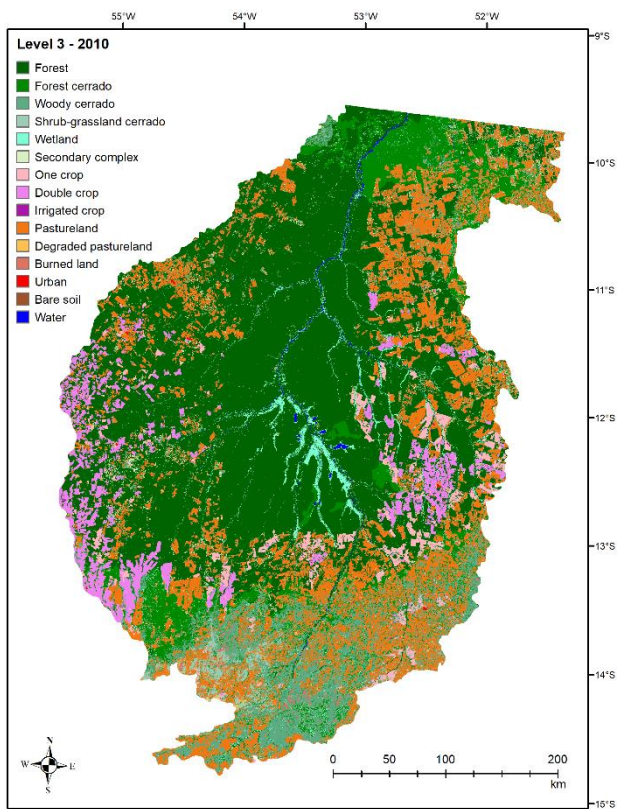 55°W 54°W 53°W 52°W
Level 3 - 2010
Forest
Forest cerrado
Woody cerrado
Shrub-grassland cerrado
Wetland
Secondary complex
One crop
Double crop
Irrigated crop
Pastureland
Degraded pastureland
Burned land
Urban
Bare soil
Water
9°S
10°S
11°S
12°S
13°S
14°S
15°S
N
W E
S
0 50 100 200
km